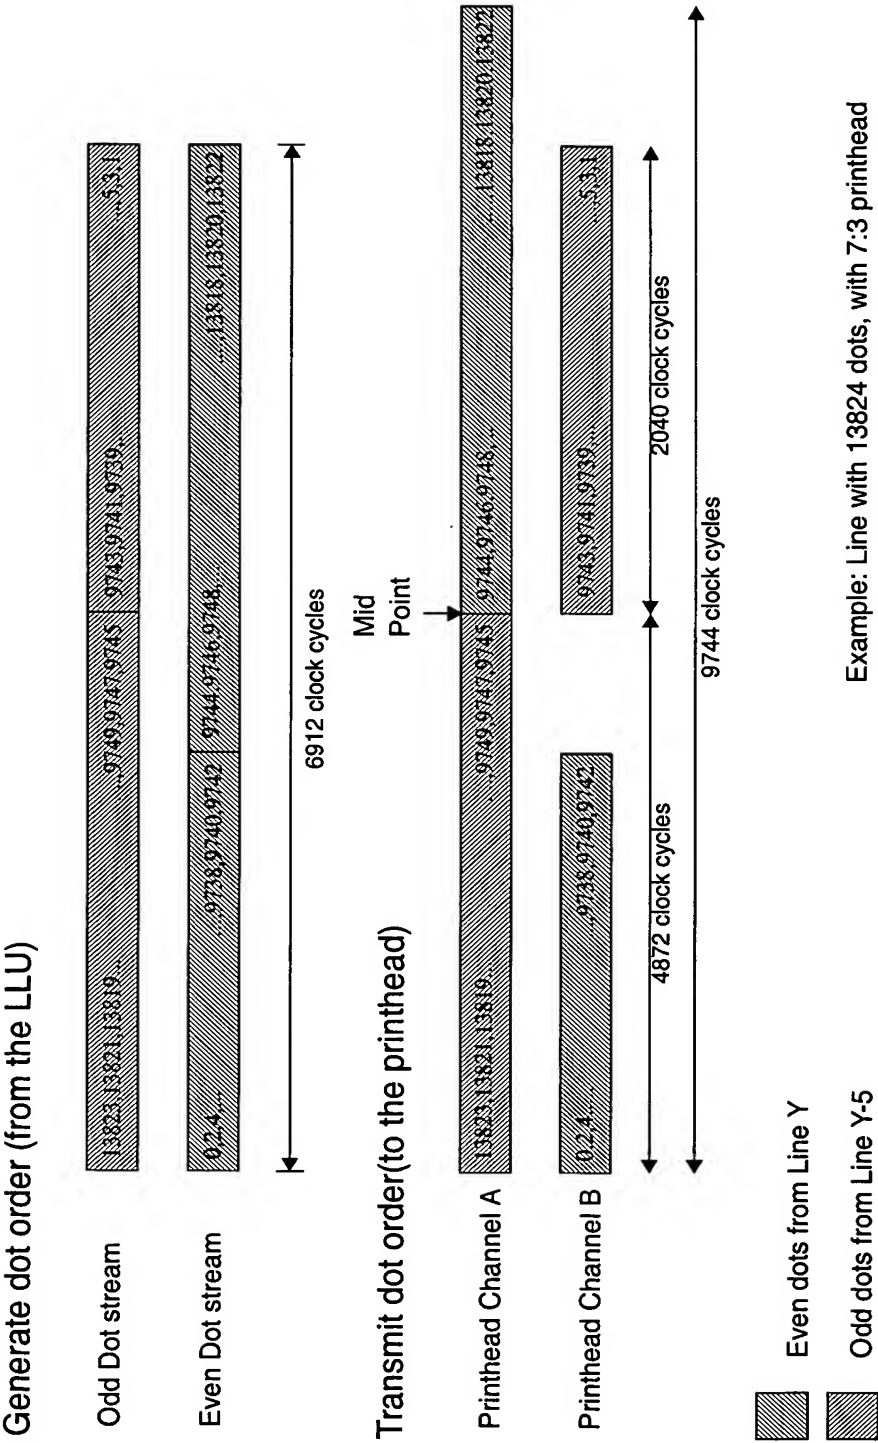 Generate dot order (from the LLU)
Odd Dot stream
13823,13821,13819....
...,9749,9747,9745
9743,9741,9739,...
....5,3,1
Even Dot stream
0,2,4,....
...,9738,9740,9742
9744,9746,9748,....
....,13818,13820,13822
6912 clock cycles
Transmit dot order(to the printhead)
Mid
Point
Printhead Channel A
13823,13821,13819....
...,9749,9747,9745
9744,9746,9748,...
....13818,13820,13822
Printhead Channel B
0,2,4,....
...,9738,9740,9742
9743,9741,9739,....
....5,3,1
4872 clock cycles
2040 clock cycles
9744 clock cycles
Even dots from Line Y
Odd dots from Line Y-5
Example: Line with 13824 dots, with 7:3 printhead